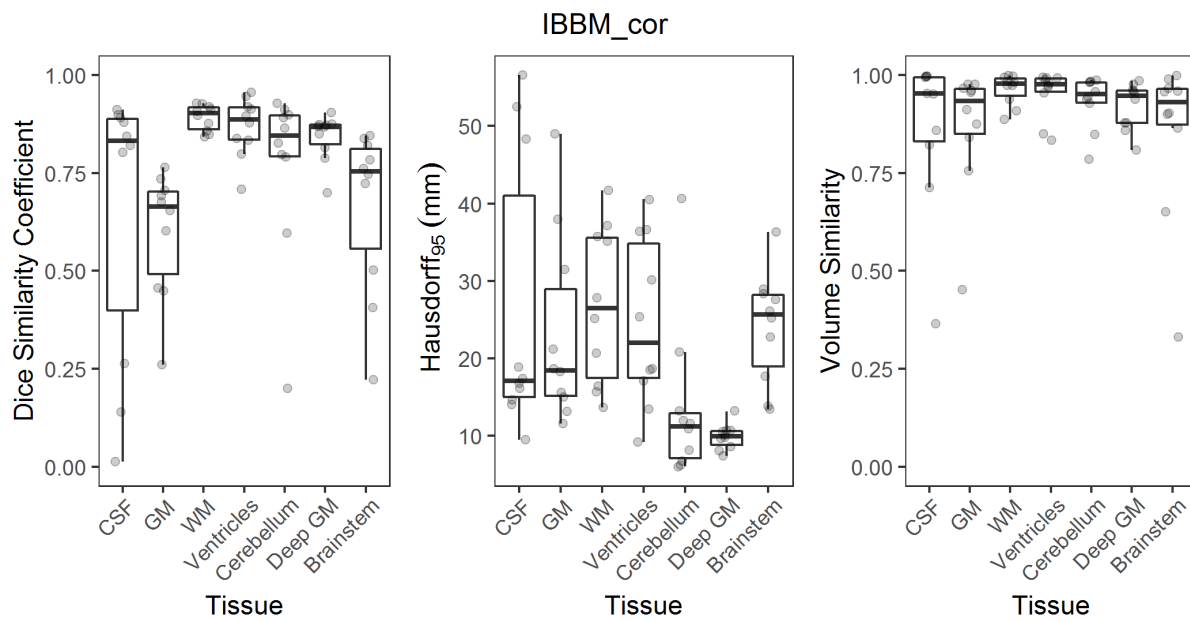 IBBM_cor
Dice Similarity Coefficient
1.00
0.75
0.50
0.25
0.00
CSF
GM
WM
Ventricles
Cerebellum
Deep GM
Brainstem
Tissue
Hausdorff95 (mm)
50
40
30
20
10
CSF
GM
WM
Ventricles
Cerebellum
Deep GM
Brainstem
Tissue
Volume Similarity
1.00
0.75
0.50
0.25
0.00
CSF
GM
WM
Ventricles
Cerebellum
Deep GM
Brainstem
Tissue